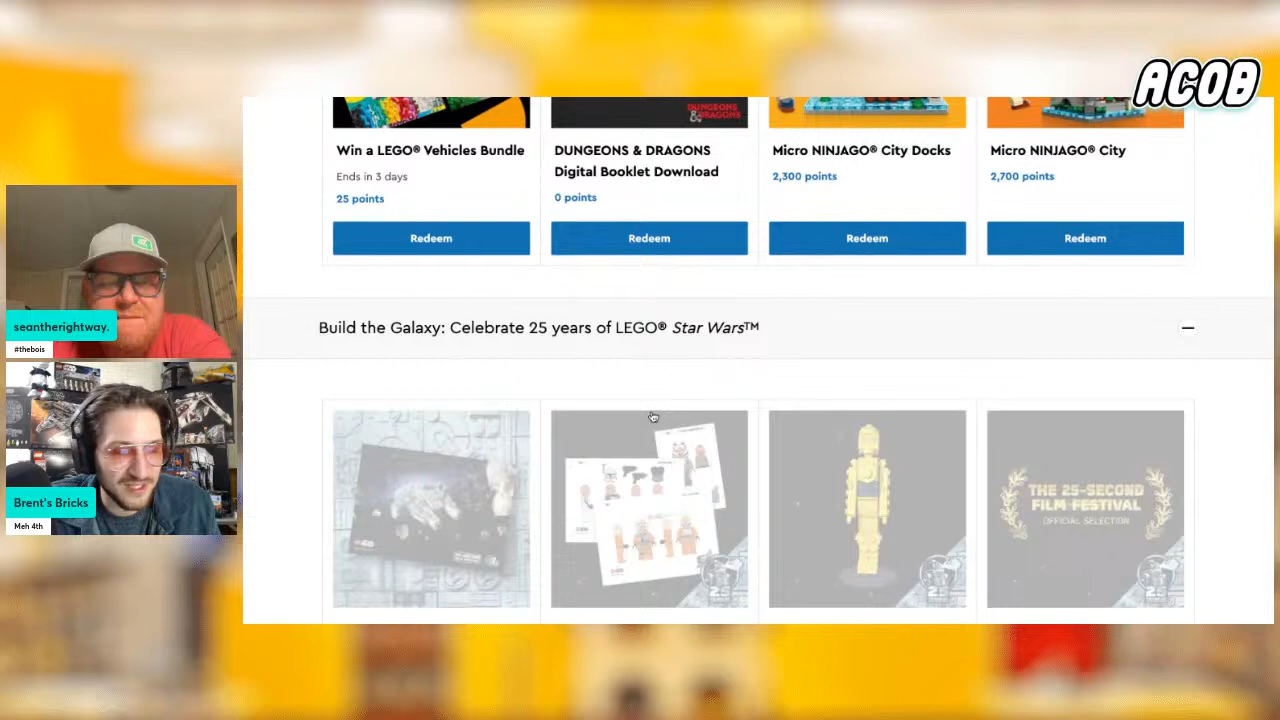 ACOB
DUNGEONS
& DRAGONS
Win a LEGO® Vehicles Bundle
Ends in 3 days
25 points
Redeem
DUNGEONS & DRAGONS
Digital Booklet Download
0 points
Redeem
Micro NINJAGO® City Docks
2,300 points
Redeem
Micro NINJAGO® City
2,700 points
Redeem
seantherightway.
#thebois
Build the Galaxy: Celebrate 25 years of LEGO® Star Wars™
Brent's Bricks
Meh 4th
25
25
THE 25-SECOND
FILM FESTIVAL
OFFICIAL SELECTION
25